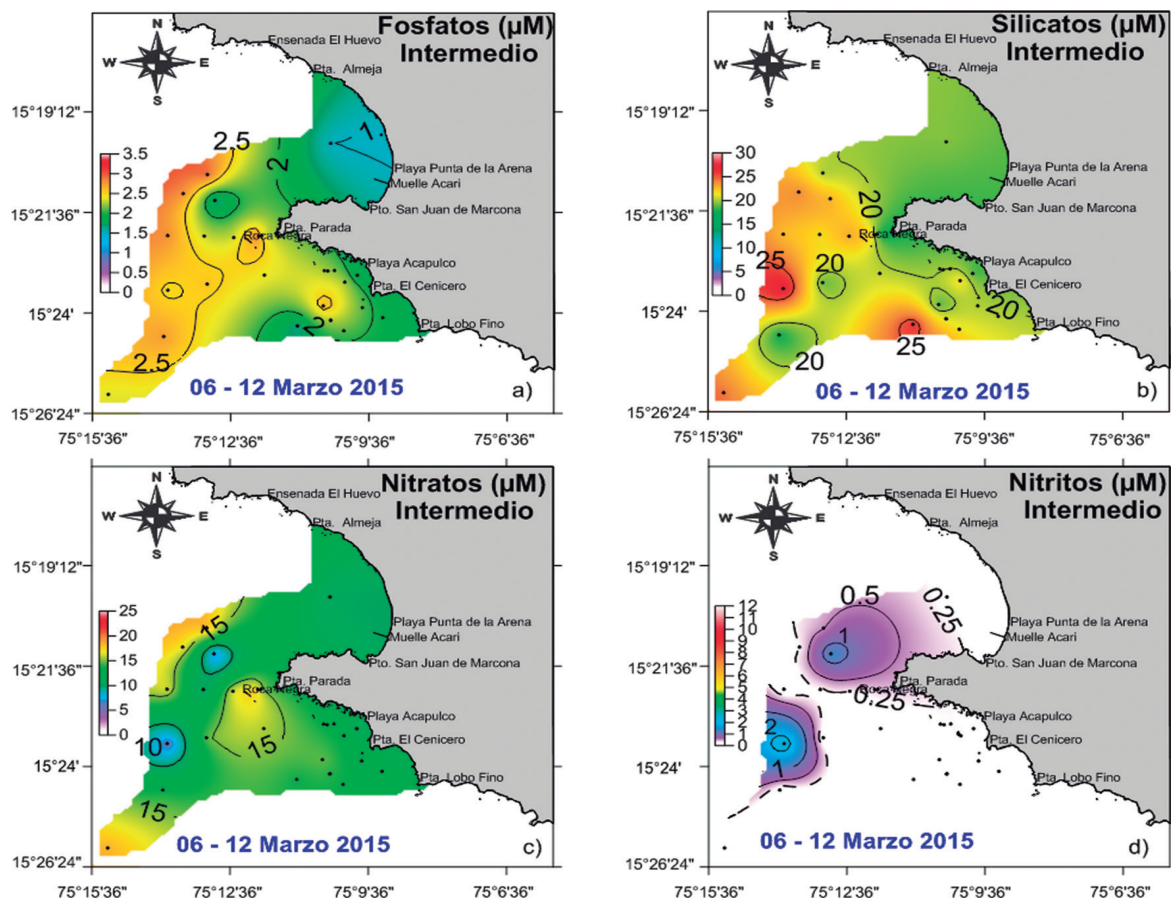 Fosfatos (µM)
Intermedio
N
W E
S
Ensenada El Huevo
Pta. Almeja
15°19'12"
2.5
1
2
3.5
3
2.5
2
1.5
1
0.5
0
Playa Punta de la Arena
Muelle Acari
15°21'36"
Pto. San Juan de Marcona
Pta. Parada
Roca Negra
Playa Acapulco
Pta. El Cenicero
15°24'
2
Pta. Lobo Fino
2.5
06 - 12 Marzo 2015
a)
15°26'24"
75°15'36" 75°12'36" 75°9'36" 75°6'36"
Silicatos (µM)
Intermedio
N
W E
S
Ensenada El Huevo
Pta. Almeja
15°19'12"
30
25
20
15
10
5
0
Playa Punta de la Arena
Muelle Acari
20
15°21'36"
Pto. San Juan de Marcona
Pta. Parada
Roca Negra
25
20
Playa Acapulco
Pta. El Cenicero
20
15°24'
Pta. Lobo Fino
25
20
06 - 12 Marzo 2015
b)
15°26'24"
75°15'36" 75°12'36" 75°9'36" 75°6'36"
Nitratos (µM)
Intermedio
N
W E
S
Ensenada El Huevo
Pta. Almeja
15°19'12"
25
20
15
10
5
0
15
Playa Punta de la Arena
Muelle Acari
15°21'36"
Pto. San Juan de Marcona
Pta. Parada
Roca Negra
Playa Acapulco
10
15
Pta. El Cenicero
15°24'
Pta. Lobo Fino
15
06 - 12 Marzo 2015
c)
15°26'24"
75°15'36" 75°12'36" 75°9'36" 75°6'36"
Nitritos (µM)
Intermedio
N
W E
S
Ensenada El Huevo
Pta. Almeja
15°19'12"
0.5
0.25
12
11
10
9
8
7
6
5
4
3
2
1
0
Playa Punta de la Arena
Muelle Acari
1
15°21'36"
Pto. San Juan de Marcona
Pta. Parada
Roca Negra
0.25
Playa Acapulco
2
Pta. El Cenicero
1
15°24'
Pta. Lobo Fino
06 - 12 Marzo 2015
d)
15°26'24"
75°15'36" 75°12'36" 75°9'36" 75°6'36"